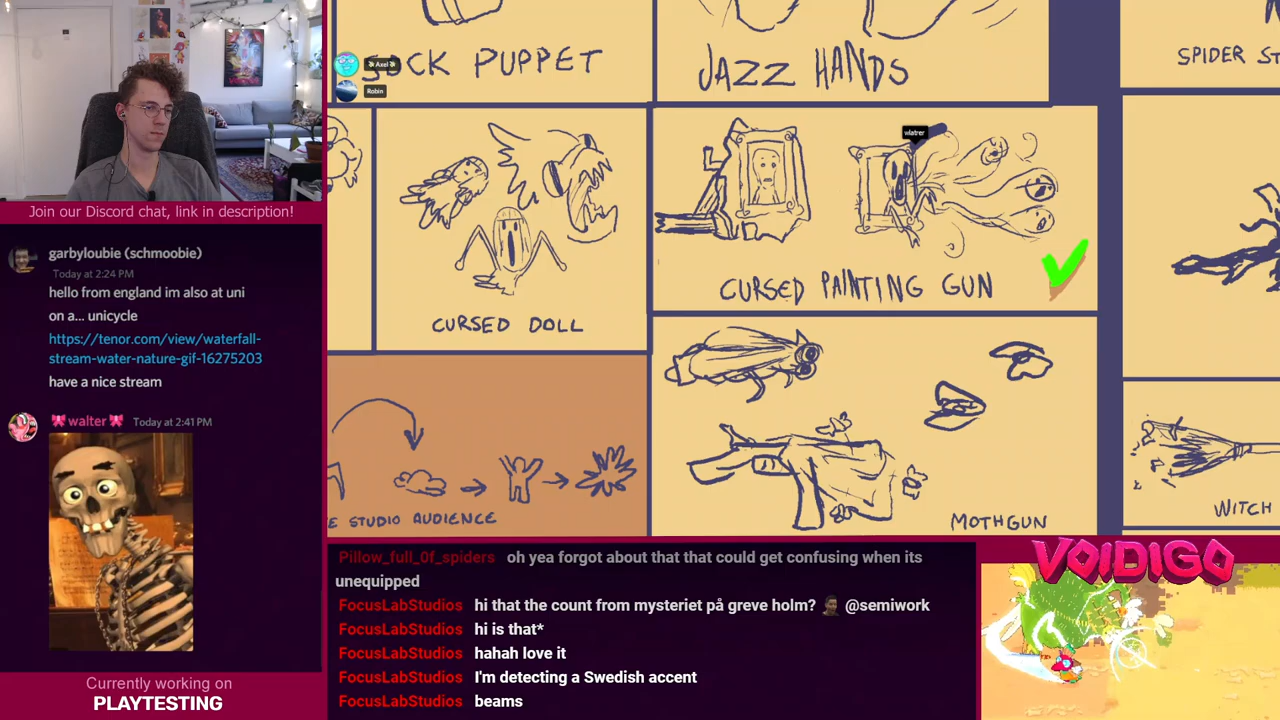 SOCK PUPPET
JAZZ HANDS
SPIDER ST
Axel
Robin
wlatrer
CURSED DOLL
CURSED PAINTING GUN
E STUDIO AUDIENCE
MOTHGUN
WITCH
Join our Discord chat, link in description!
garbyloubie (schmoobie)
Today at 2:24 PM
hello from england im also at uni
on a... unicycle
https://tenor.com/view/waterfall-
stream-water-nature-gif-16275203
have a nice stream
walter Today at 2:41 PM
Currently working on
PLAYTESTING
Pillow_full_0f_spiders oh yea forgot about that that could get confusing when its
unequipped
FocusLabStudios hi that the count from mysteriet på greve holm? @semiwork
FocusLabStudios hi is that*
FocusLabStudios hahah love it
FocusLabStudios I'm detecting a Swedish accent
FocusLabStudios beams
VOIDIGO